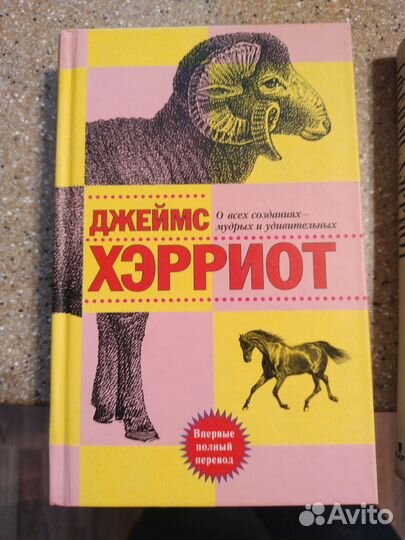 ДЖЕЙМС
О всех созданиях–
мудрых и удивительных
ХЭРРИОТ
Впервые
полный
перевод
Avito